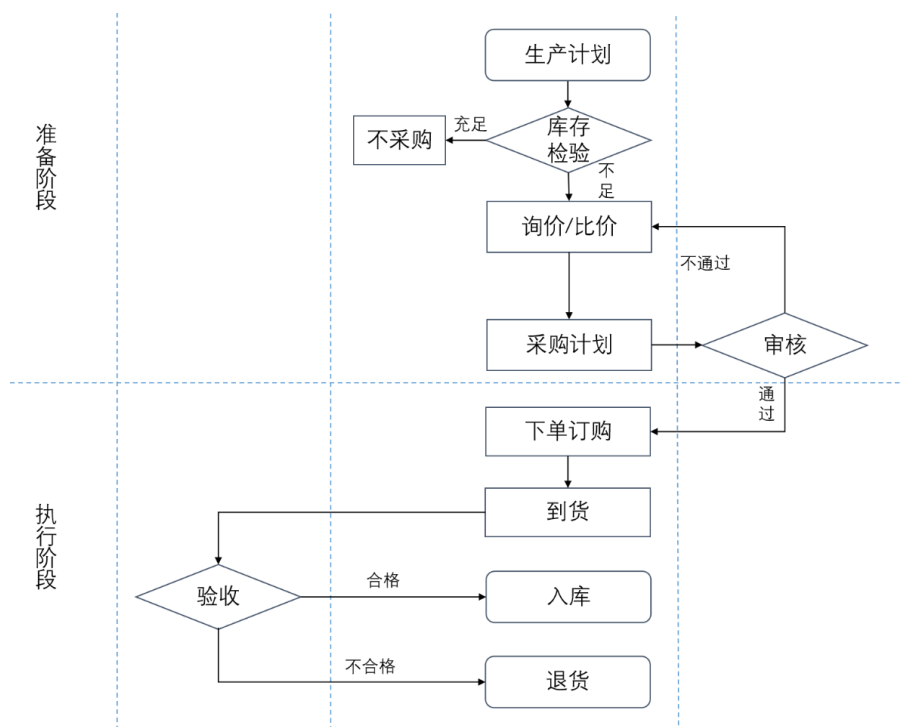 生产计划
准备阶段
不采购
充足
库存
检验
不
足
询价/比价
不通过
采购计划
审核
通
过
下单订购
执行阶段
到货
验收
合格
入库
不合格
退货